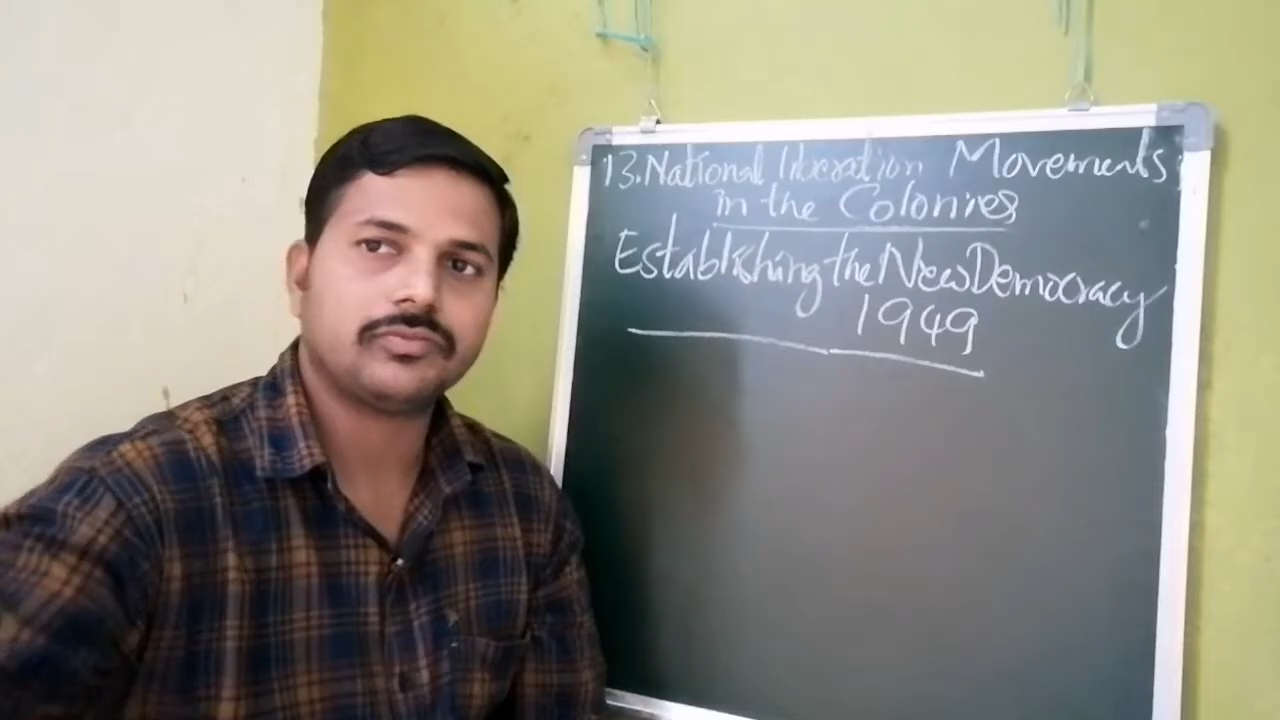 13. National liberation Movements
in the Colonies
Establishing the New Democracy
1949